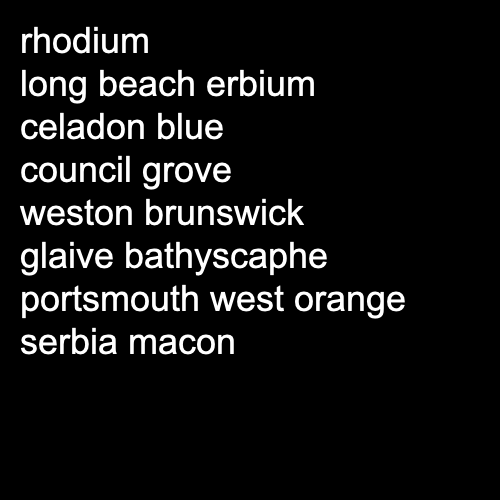 rhodium
long beach erbium
celadon blue
council grove
weston brunswick
glaive bathyscaphe
portsmouth west orange
serbia macon